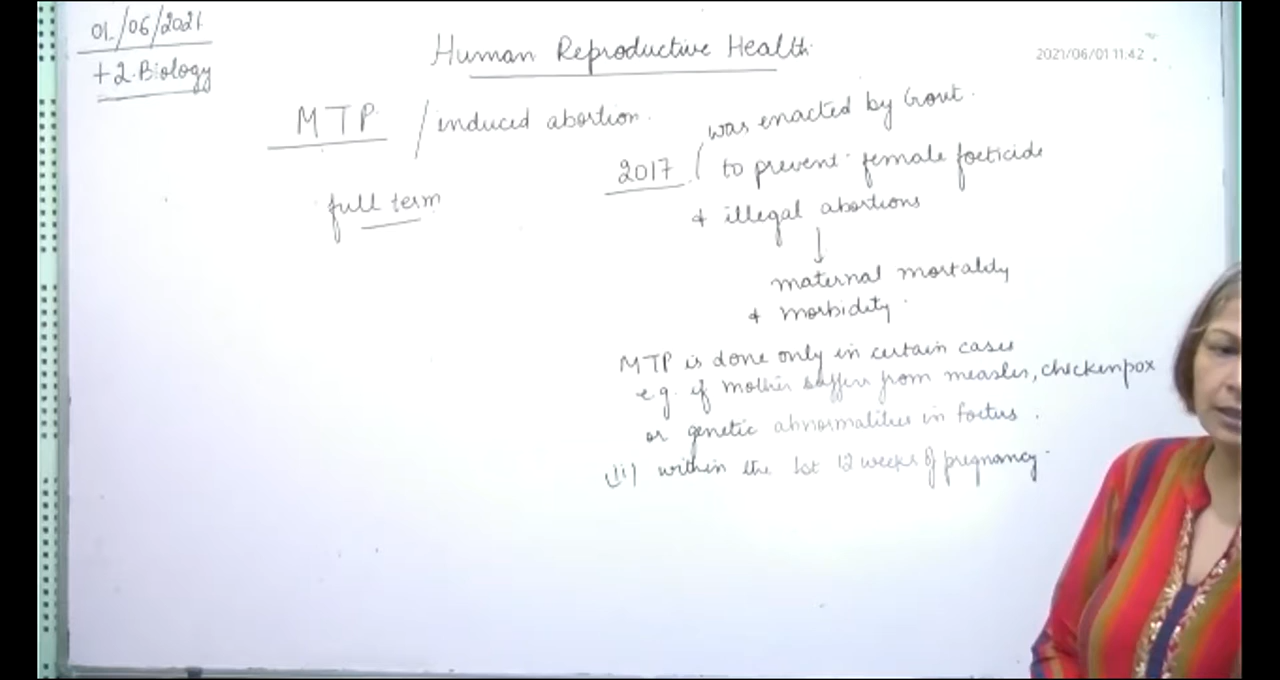 01/06/2021
+2 Biology
Human Reproductive Health
2021/06/01 11:42
MTP / induced abortion.
full term
2017 ( was enacted by Govt.
to prevent female foeticide
& illegal abortions
↓
maternal mortality
& morbidity
MTP is done only in certain cases
e.g. if mother suffers from measles, chickenpox
or genetic abnormalities in foetus.
(ii) within the 1st 12 weeks of pregnancy.